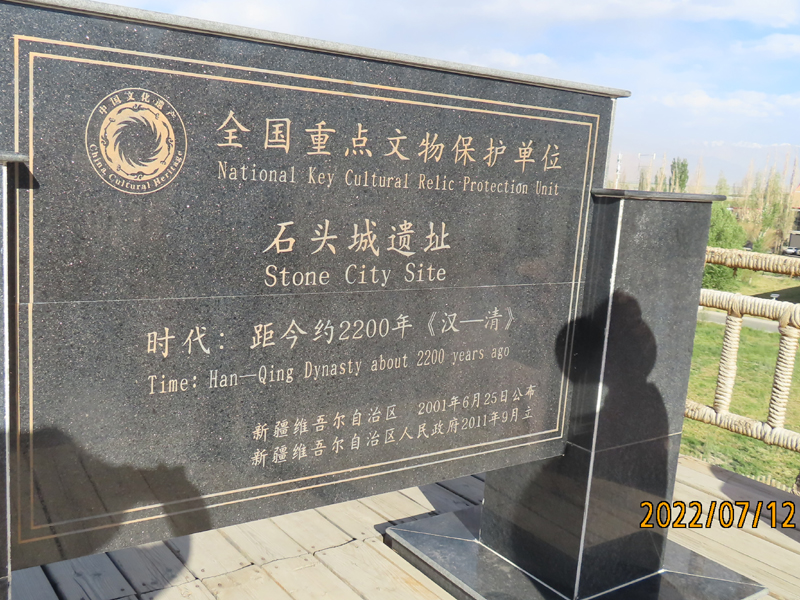 中国文化遗产
China Cultural Heritage
全国重点文物保护单位
National Key Cultural Relic Protection Unit
石头城遗址
Stone City Site
时代：距今约2200年《汉—清》
Time: Han—Qing Dynasty about 2200 years ago
新疆维吾尔自治区 2001年6月25日公布
新疆维吾尔自治区人民政府2011年9月立
2022/07/12